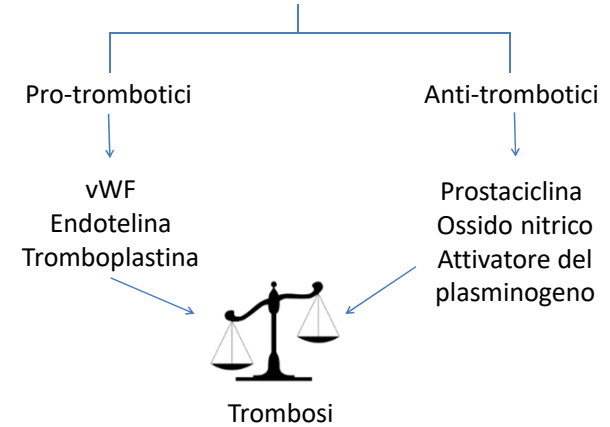 Pro-trombotici
Anti-trombotici
vWF
Endotelina
Tromboplastina
Prostaciclina
Ossido nitrico
Attivatore del
plasminogeno
Trombosi